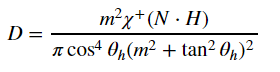 D = \frac{m^2 \chi^+ (N \cdot H)}{\pi \cos^4 \theta_h (m^2 + \tan^2 \theta_h)^2}